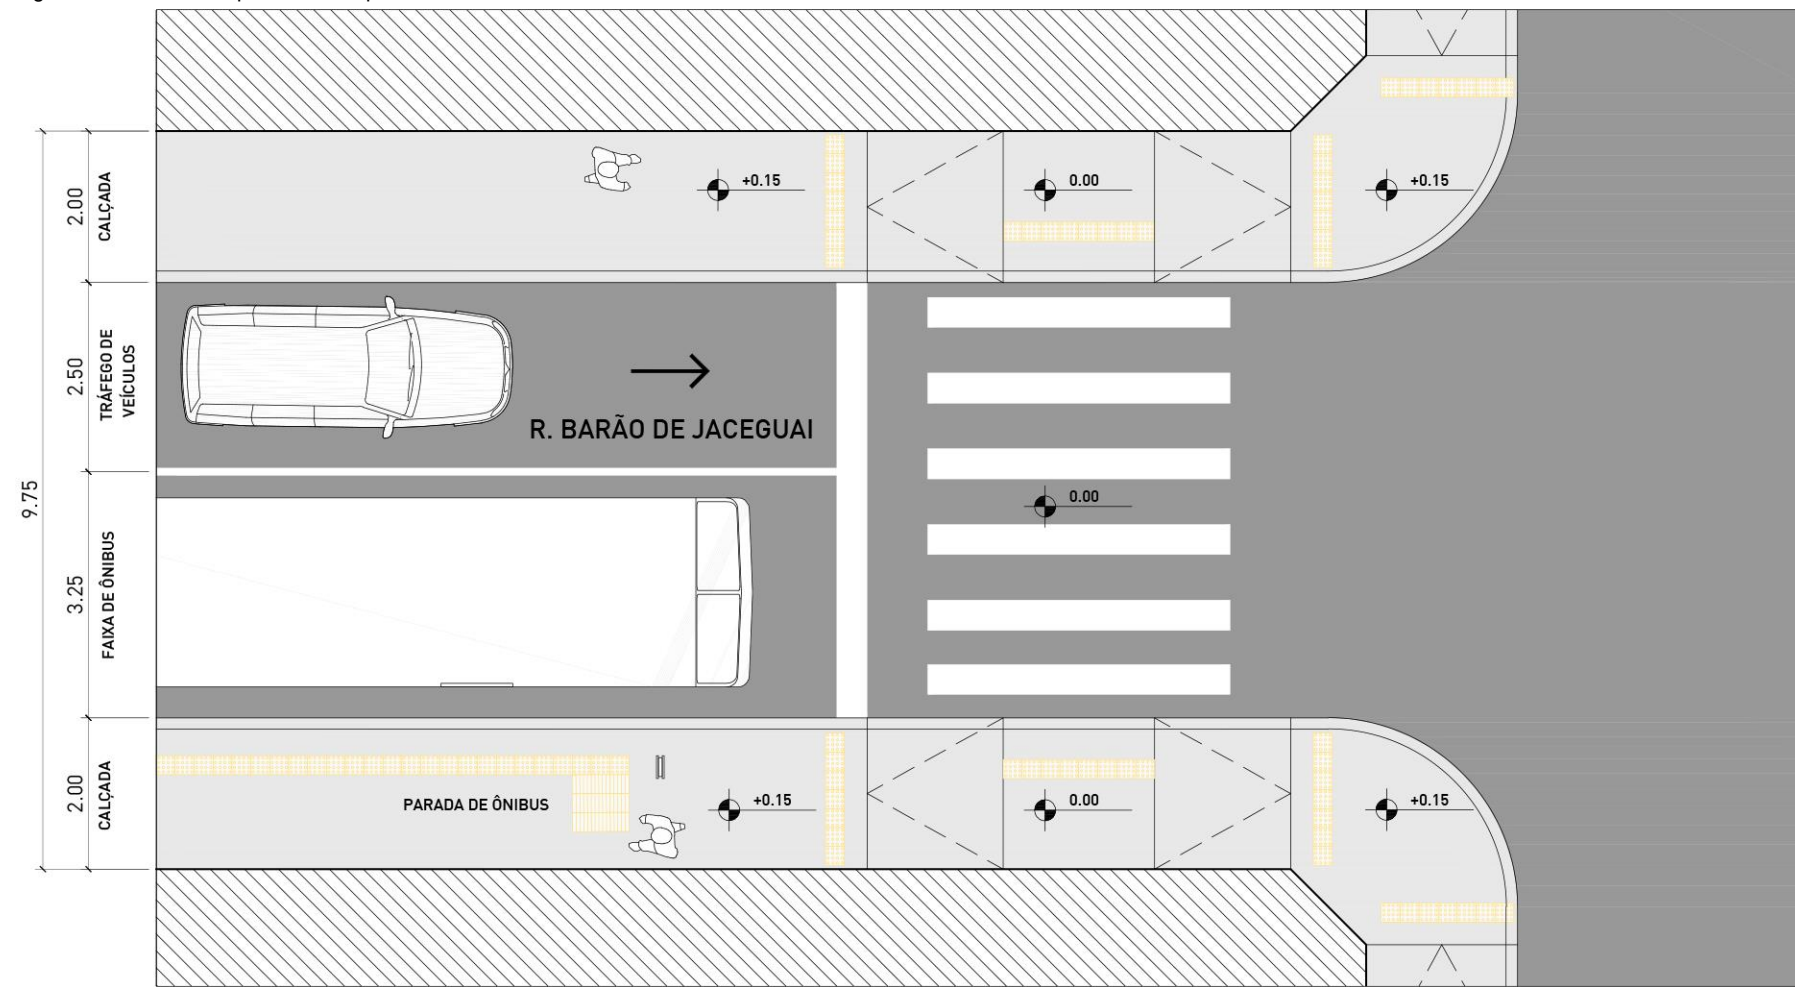 +0.15
0.00
+0.15
2.00
CALÇADA
2.50
TRÁFEGO DE
VEÍCULOS
R. BARÃO DE JACEGUAI
9.75
0.00
3.25
FAIXA DE ÔNIBUS
2.00
CALÇADA
PARADA DE ÔNIBUS
+0.15
0.00
+0.15